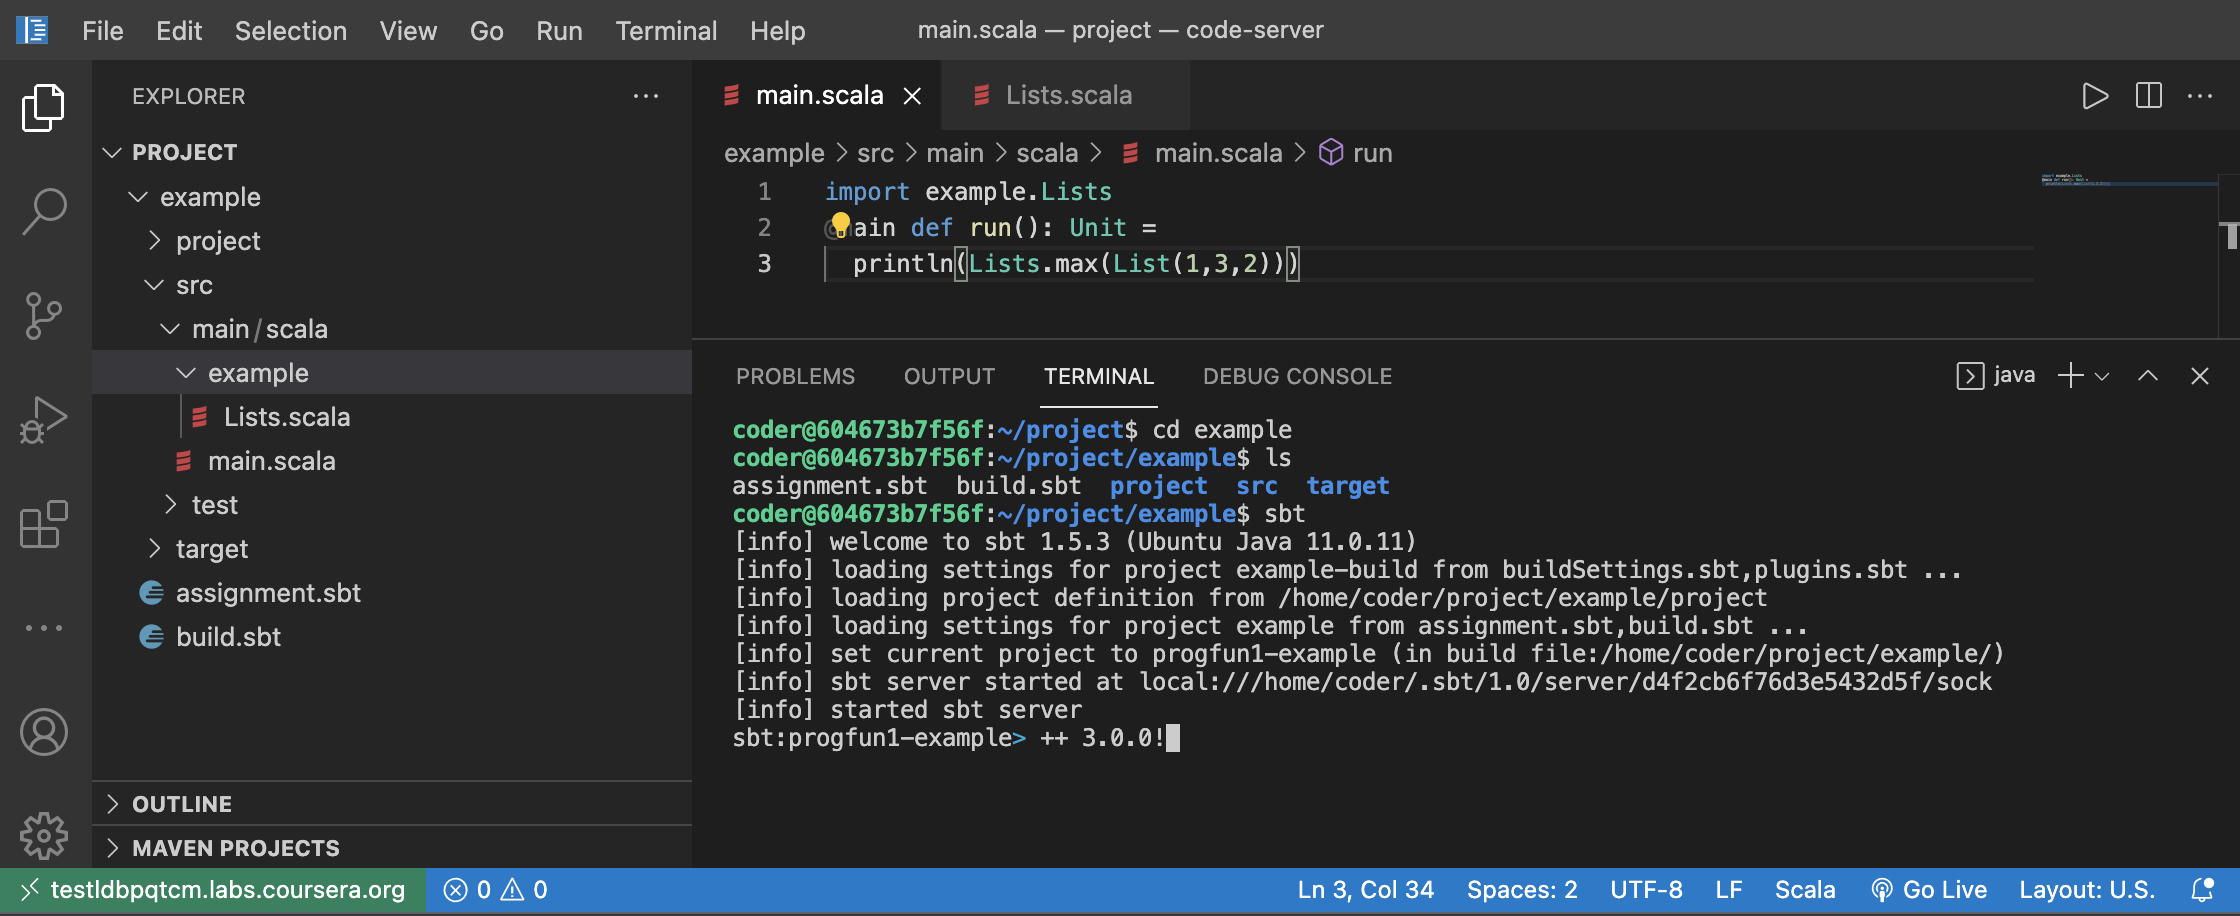 File Edit Selection View Go Run Terminal Help main.scala — project — code-server
EXPLORER
PROJECT
example
project
src
main/scala
example
Lists.scala
main.scala
test
target
assignment.sbt
build.sbt
OUTLINE
MAVEN PROJECTS
main.scala Lists.scala
example > src > main > scala > main.scala > run
1 import example.Lists
2 @main def run(): Unit =
3 println(Lists.max(List(1,3,2)))
PROBLEMS OUTPUT TERMINAL DEBUG CONSOLE java
coder@604673b7f56f:~/project$ cd example
coder@604673b7f56f:~/project/example$ ls
assignment.sbt build.sbt project src target
coder@604673b7f56f:~/project/example$ sbt
[info] welcome to sbt 1.5.3 (Ubuntu Java 11.0.11)
[info] loading settings for project example-build from buildSettings.sbt,plugins.sbt ...
[info] loading project definition from /home/coder/project/example/project
[info] loading settings for project example from assignment.sbt,build.sbt ...
[info] set current project to progfun1-example (in build file:/home/coder/project/example/)
[info] sbt server started at local:///home/coder/.sbt/1.0/server/d4f2cb6f76d3e5432d5f/sock
[info] started sbt server
sbt:progfun1-example> ++ 3.0.0!
testldbpqtcm.labs.coursera.org 0 0 Ln 3, Col 34 Spaces: 2 UTF-8 LF Scala Go Live Layout: U.S.